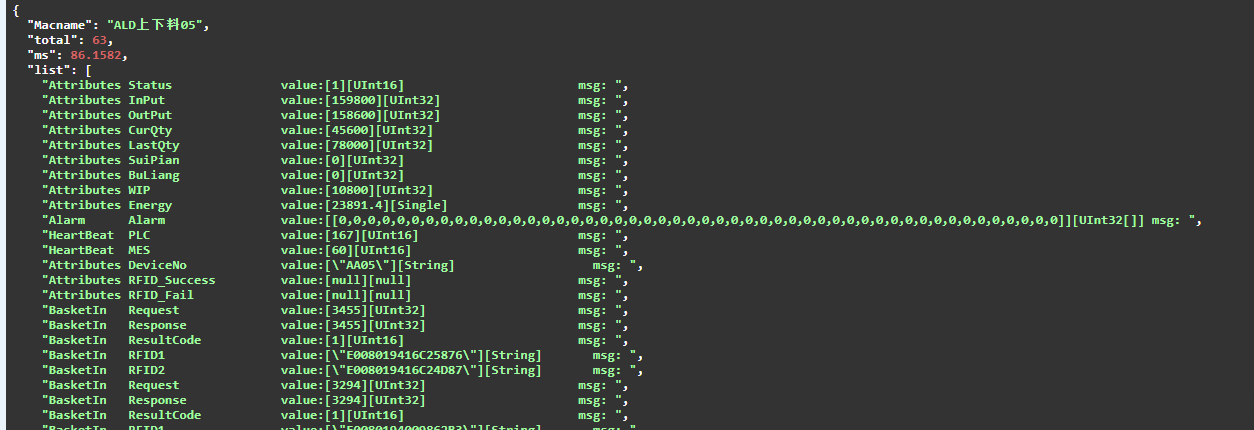 {
"Macname": "ALD上下料05",
"total": 63,
"ms": 86.1582,
"list": [
"Attributes Status value:[1][UInt16] msg: ",
"Attributes InPut value:[159800][UInt32] msg: ",
"Attributes OutPut value:[158600][UInt32] msg: ",
"Attributes CurQty value:[45600][UInt32] msg: ",
"Attributes LastQty value:[78000][UInt32] msg: ",
"Attributes SuiPian value:[0][UInt32] msg: ",
"Attributes BuLiang value:[0][UInt32] msg: ",
"Attributes WIP value:[10800][UInt32] msg: ",
"Attributes Energy value:[23891.4][Single] msg: ",
"Alarm Alarm value:[[0,0,0,0,0,0,0,0,0,0,0,0,0,0,0,0,0,0,0,0,0,0,0,0,0,0,0,0,0,0,0,0,0,0,0,0,0,0,0,0,0,0,0,0,0,0,0,0,0,0]][UInt32[]] msg: ",
"HeartBeat PLC value:[167][UInt16] msg: ",
"HeartBeat MES value:[60][UInt16] msg: ",
"Attributes DeviceNo value:[\"AA05\"][String] msg: ",
"Attributes RFID_Success value:[null][null] msg: ",
"Attributes RFID_Fail value:[null][null] msg: ",
"BasketIn Request value:[3455][UInt32] msg: ",
"BasketIn Response value:[3455][UInt32] msg: ",
"BasketIn ResultCode value:[1][UInt16] msg: ",
"BasketIn RFID1 value:[\"E008019416C25876\"][String] msg: ",
"BasketIn RFID2 value:[\"E008019416C24D87\"][String] msg: ",
"BasketIn Request value:[3294][UInt32] msg: ",
"BasketIn Response value:[3294][UInt32] msg: ",
"BasketIn ResultCode value:[1][UInt16] msg: ",
"BasketIn RFID1 value:[\"E0080194009862B3\"][String] msg: ",